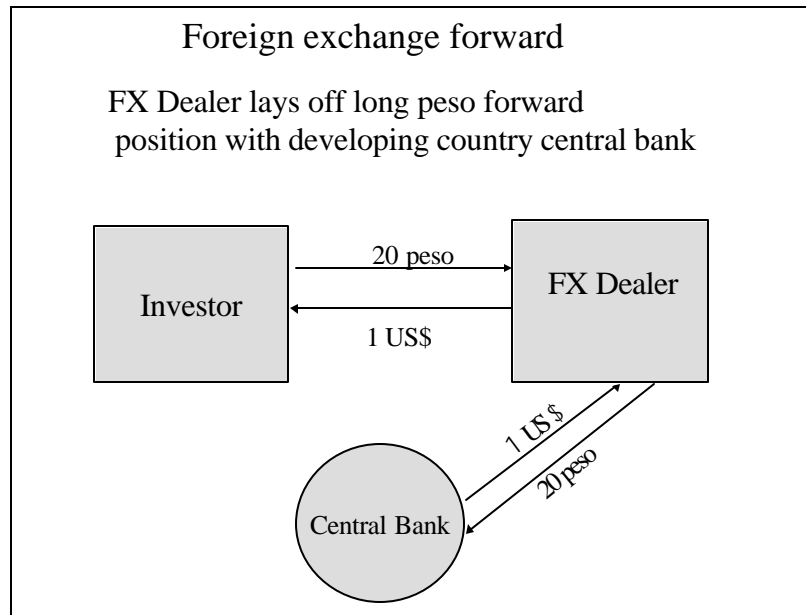 Foreign exchange forward
FX Dealer lays off long peso forward
position with developing country central bank
20 peso
Investor
FX Dealer
1 US$
1 US$
20 peso
Central Bank